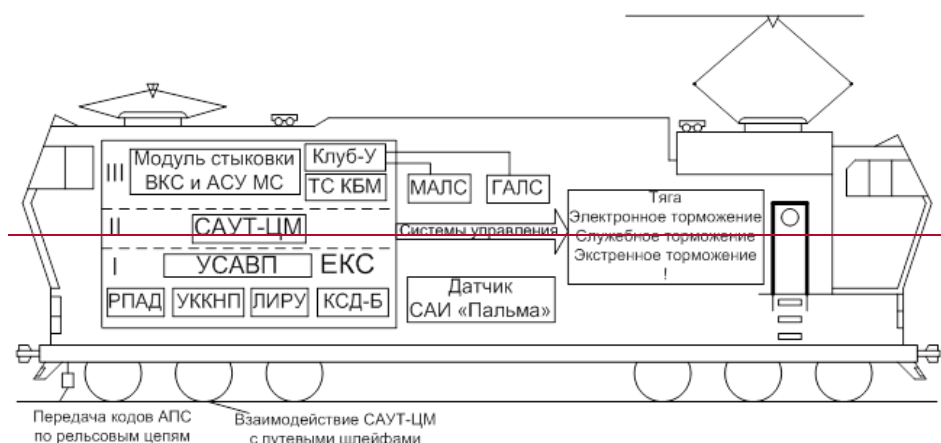 III
Модуль стыковки
ВКС и АСУ МС
Клуб-У
ТС КБМ
МАЛС
ГАЛС
II
САУТ-ЦМ
Системы управления
Тяга
Электронное торможение
Служебное торможение
Экстренное торможение
!
I
УСАВП
ЕКС
РПАД
УККНП
ЛИРУ
КСД-Б
Датчик
САИ «Пальма»
Передача кодов АПС
по рельсовым цепям
Взаимодействие САУТ-ЦМ
с путевыми шлейфами